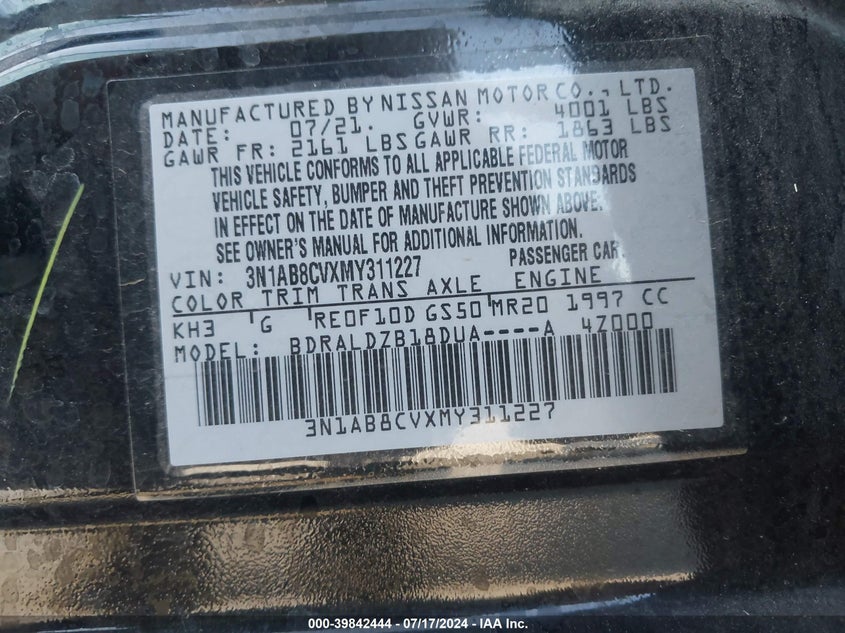 MANUFACTURED BY NISSAN MOTOR CO., LTD.
DATE: 07/21. GVWR: 4001 LBS
GAWR FR: 2161 LBS GAWR RR: 1863 LBS
THIS VEHICLE CONFORMS TO ALL APPLICABLE FEDERAL MOTOR
VEHICLE SAFETY, BUMPER AND THEFT PREVENTION STANDARDS
IN EFFECT ON THE DATE OF MANUFACTURE SHOWN ABOVE.
SEE OWNER'S MANUAL FOR ADDITIONAL INFORMATION.
VIN: 3N1AB8CVXMY311227 PASSENGER CAR
COLOR TRIM TRANS AXLE ENGINE
KH3 G RE0F10D GS50 MR20 1997 CC
MODEL: BDRALDZB18DUA----A 4Z000
3N1AB8CVXMY311227
000-39842444 - 07/17/2024 - IAA Inc.